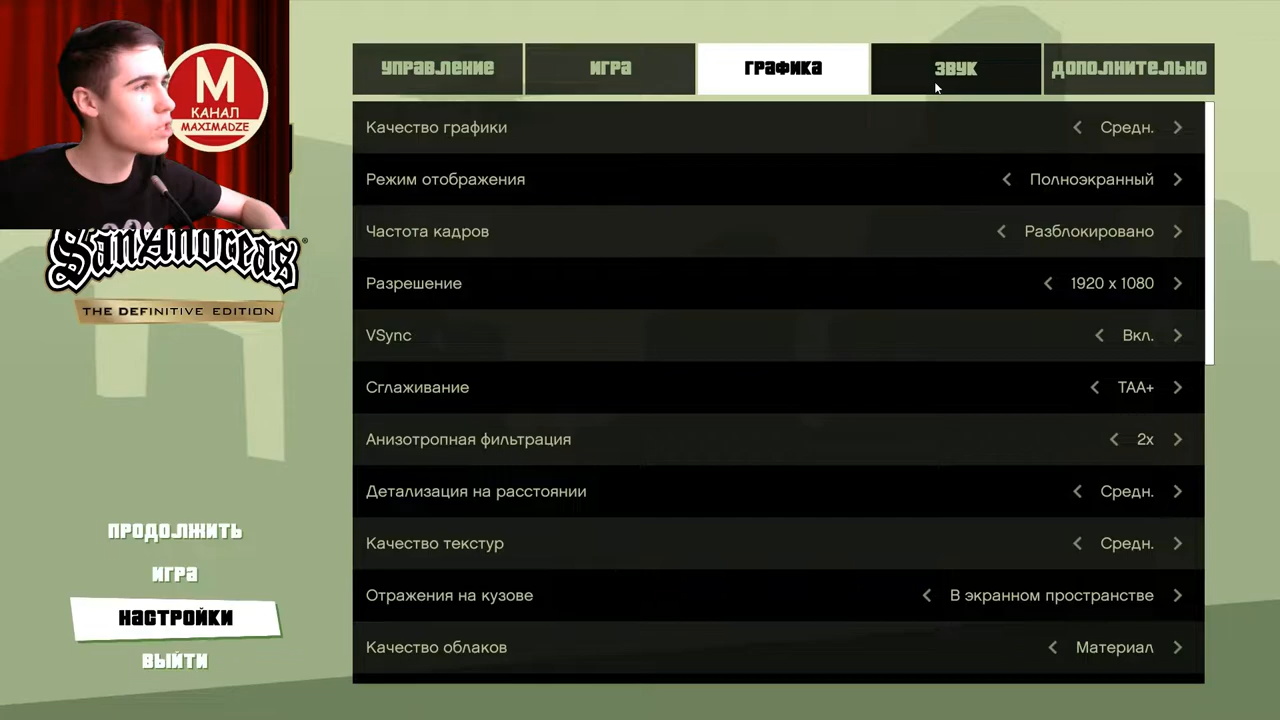 М
КАНАЛ
MAXIMADZE
SanAndreas
THE DEFINITIVE EDITION
ПРОДОЛЖИТЬ
ИГРА
НАСТРОЙКИ
ВЫЙТИ
УПРАВЛЕНИЕ ИГРА ГРАФИКА ЗВУК ДОПОЛНИТЕЛЬНО
Качество графики Средн.
Режим отображения Полноэкранный
Частота кадров Разблокировано
Разрешение 1920 x 1080
VSync Вкл.
Сглаживание TAA+
Анизотропная фильтрация 2x
Детализация на расстоянии Средн.
Качество текстур Средн.
Отражения на кузове В экранном пространстве
Качество облаков Материал